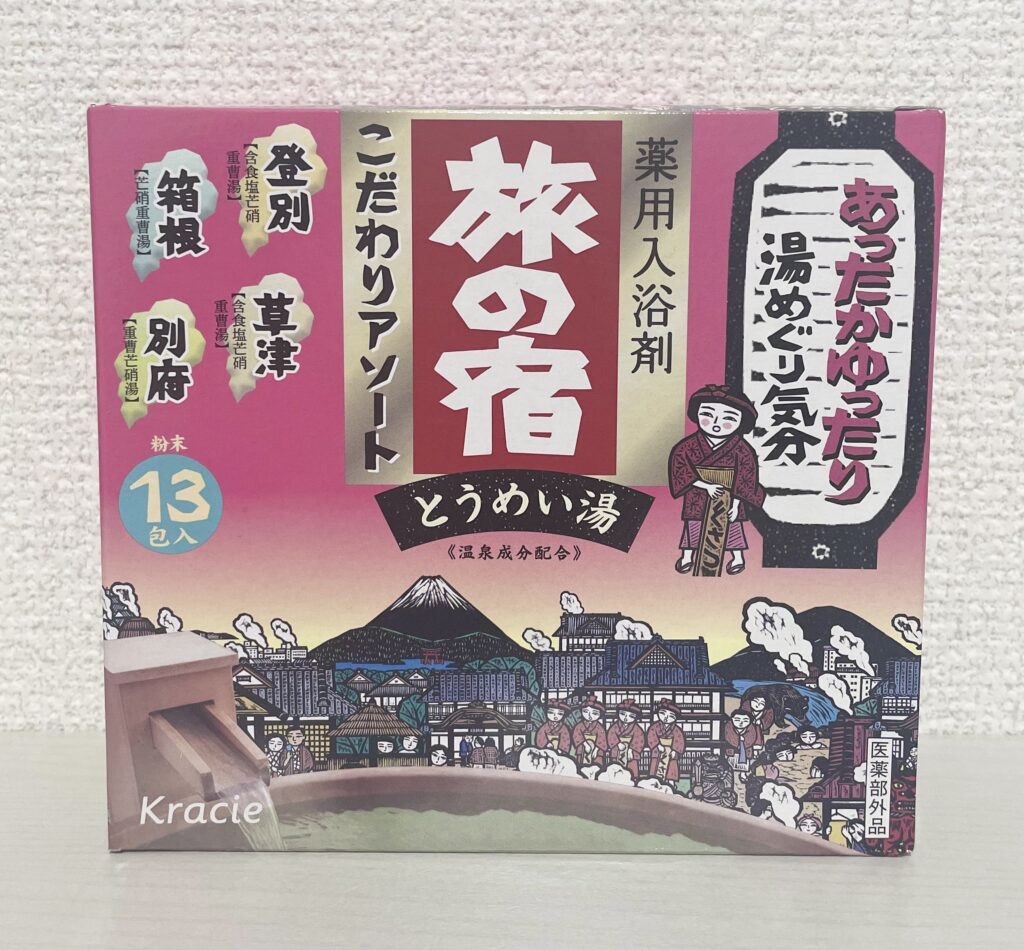 あったかゆったり
湯めぐり気分
薬用入浴剤
旅の宿
こだわりアソート
とうめい湯
《温泉成分配合》
登別
【含食塩芒硝
重曹湯】
箱根
【芒硝重曹湯】
草津
【含食塩芒硝
重曹湯】
別府
【重曹芒硝湯】
粉末
13
包入
Kracie
医薬部外品